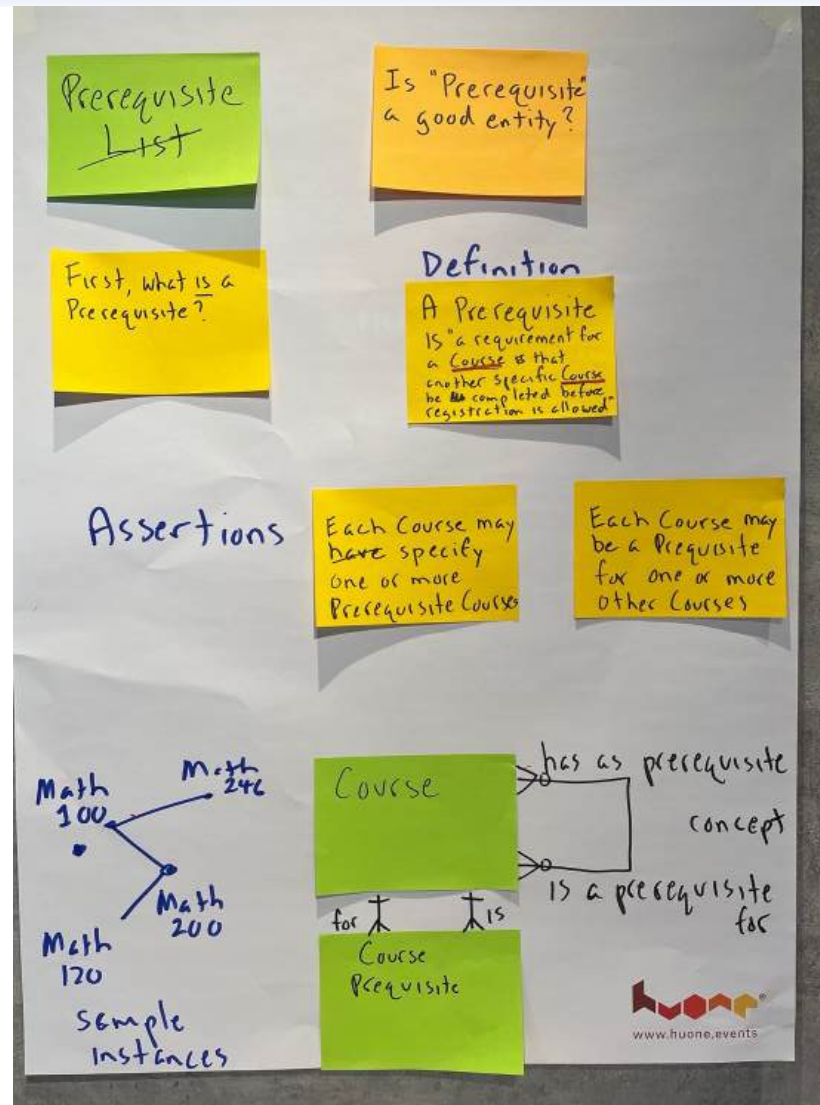 Prerequisite
List
Is "Prerequisite"
a good entity?
First, what is a
Prerequisite?
Definition
A Prerequisite
is "a requirement for
a Course that
another specific Course
be completed before
registration is allowed"
Assertions
Each Course may
have specify
one or more
Prerequisite Courses
Each Course may
be a Prequisite
for one or more
other Courses
Math
100
Math
246
Math
200
Math
120
Sample
instances
Course
has as prerequisite
concept
is a prerequisite
for
for
is
Course
Prequisite
huone
www.huone.events